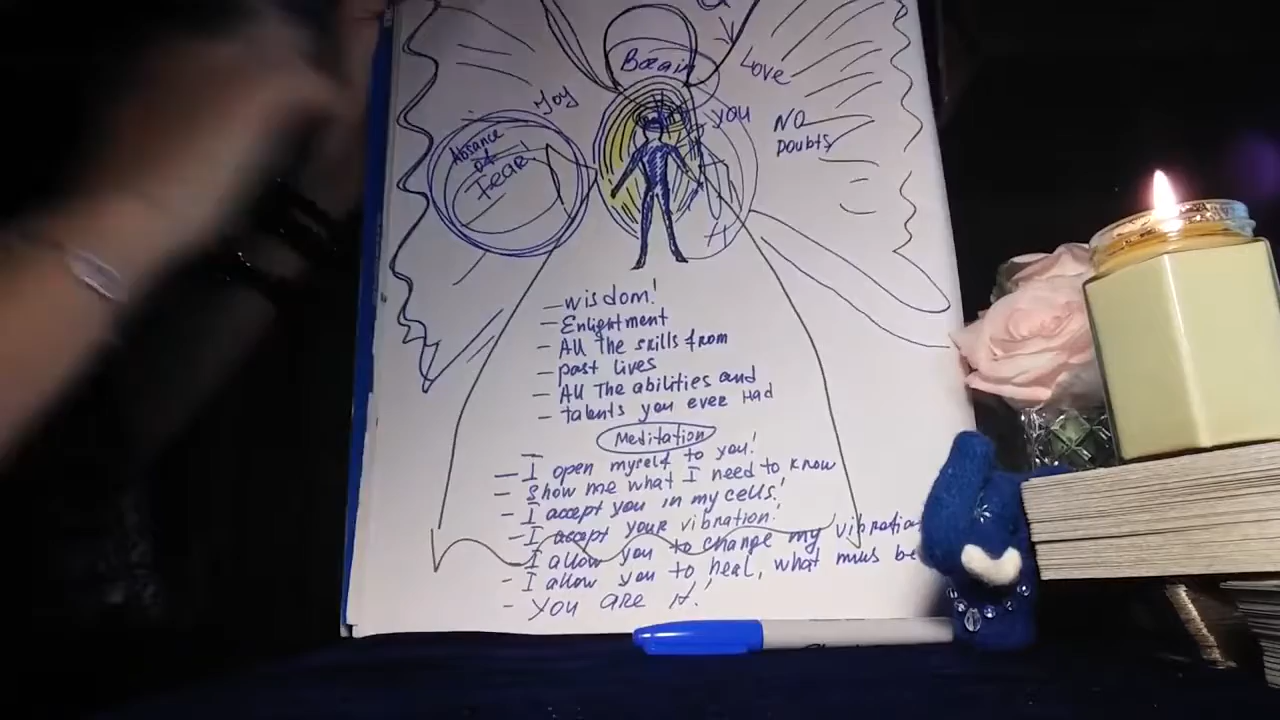 Brain
Love
Joy
you
No
Doubts
Absance
of
Fear!
- wisdom!
- Enlightment
- All The skills from
- past lives
- All The abilities and
- talents you ever had
Meditation
- I open myself to you!
- Show me what I need to know
- I accept you in my cells!
- I accept your vibration!
I allow you to change my vibration
- I allow you to heal, what mus be
- you are it!